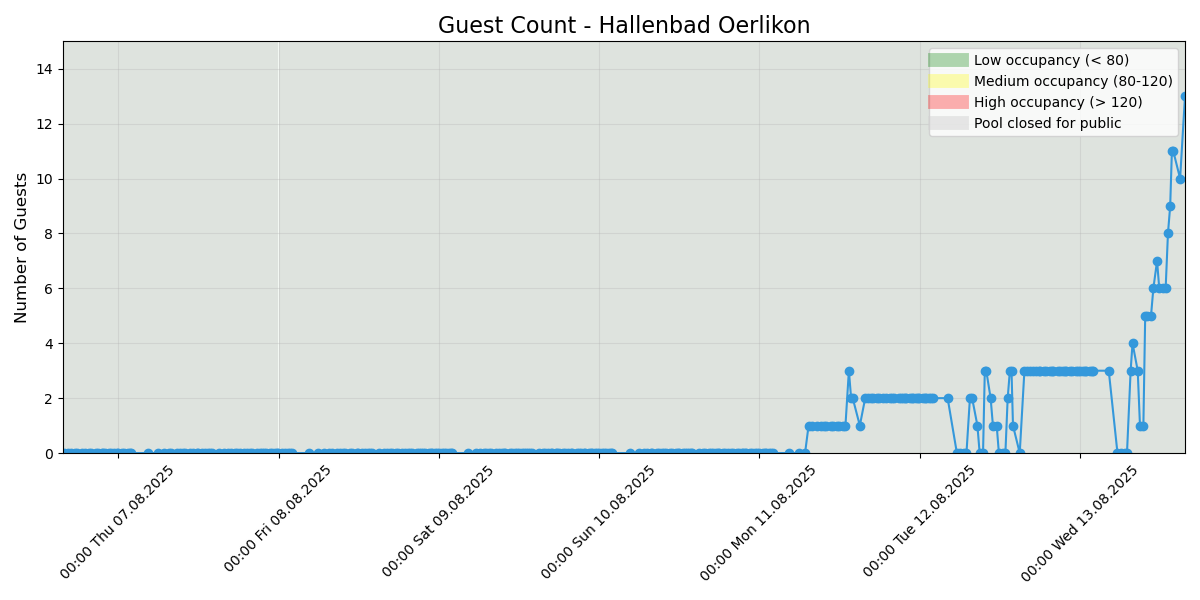 Guest Count - Hallenbad Oerlikon
Low occupancy (< 80)
Medium occupancy (80-120)
High occupancy (> 120)
Pool closed for public
Number of Guests
14
12
10
8
6
4
2
0
00:00 Thu 07.08.2025
00:00 Fri 08.08.2025
00:00 Sat 09.08.2025
00:00 Sun 10.08.2025
00:00 Mon 11.08.2025
00:00 Tue 12.08.2025
00:00 Wed 13.08.2025